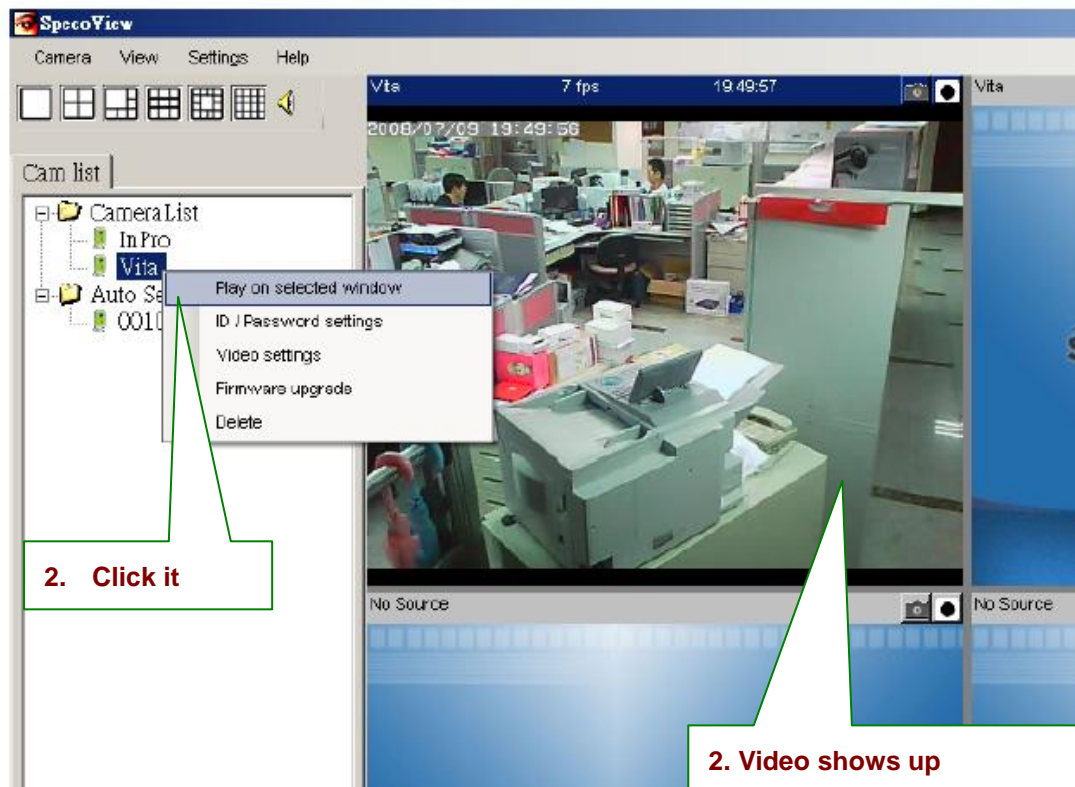 SpecoView
Camera View Settings Help
Vita 7 fps 19:49:57
Vita
2008/07/09 19:49:56
Cam list
CameraList
InPro
Vita
Auto Se
0010
Play on selected window
ID / Password settings
Video settings
Firmware upgrade
Delete
2. Click it
No Source
No Source
2. Video shows up